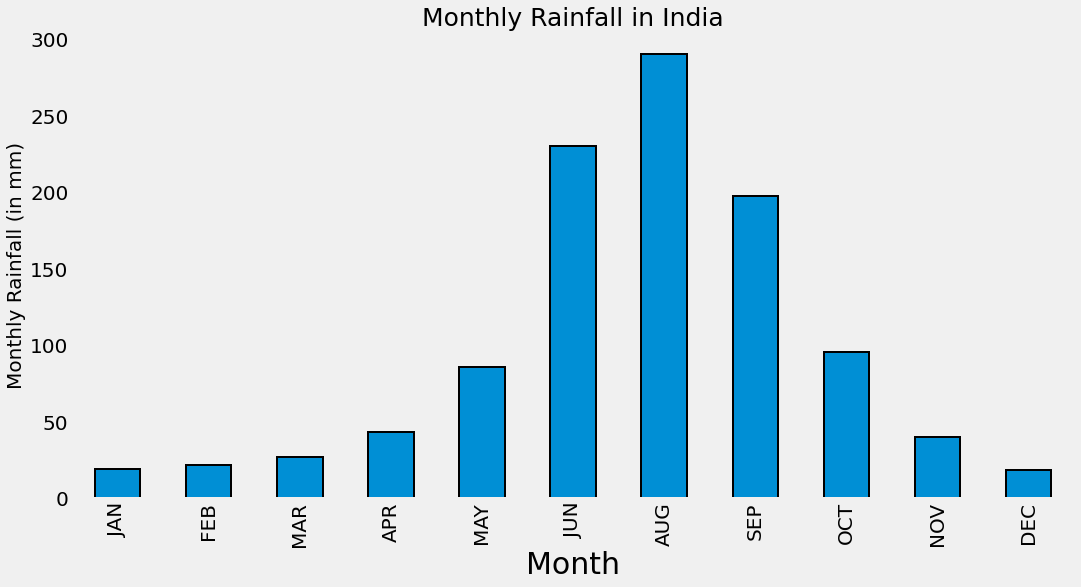 Monthly Rainfall in India
Monthly Rainfall (in mm)
300
250
200
150
100
50
0
JAN
FEB
MAR
APR
MAY
JUN
AUG
SEP
OCT
NOV
DEC
Month